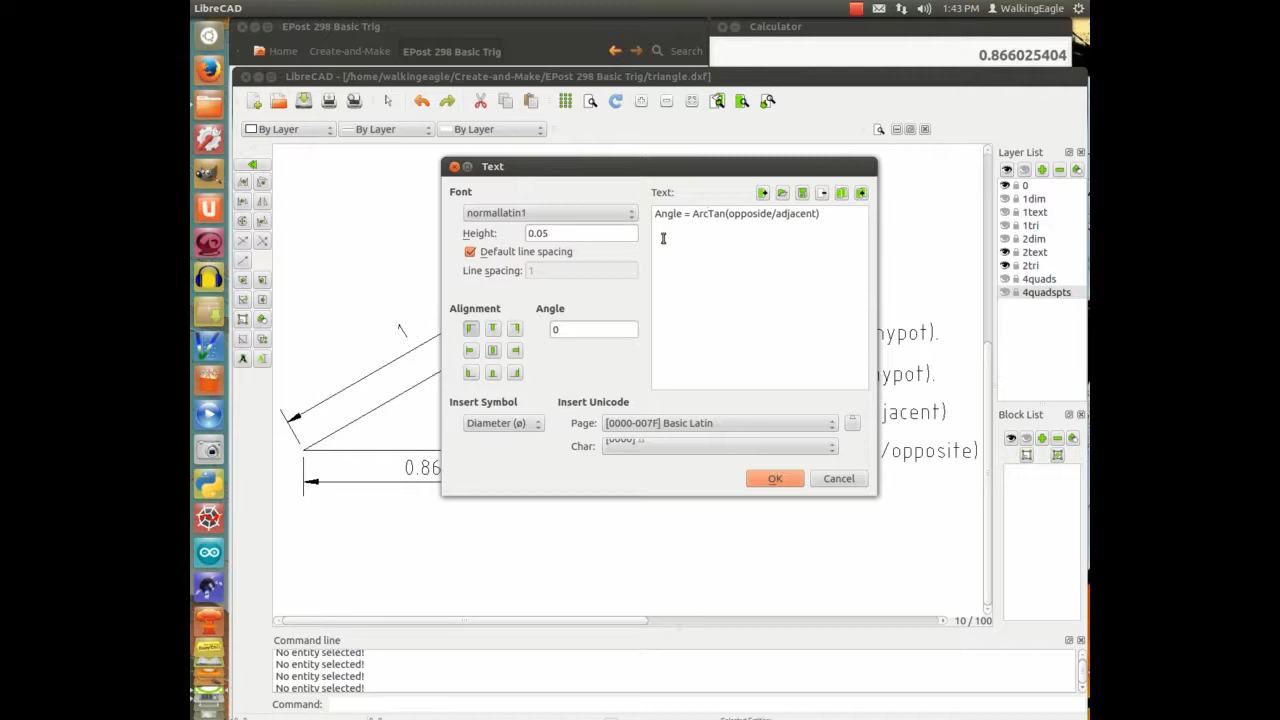 LibreCAD
1:43 PM
WalkingEagle
EPost 298 Basic Trig
Calculator
Home
Create-and-Make
EPost 298 Basic Trig
Search
0.866025404
LibreCAD - [/home/walkingeagle/Create-and-Make/EPost 298 Basic Trig/triangle.dxf]
By Layer
By Layer
By Layer
Layer List
0
1dim
1text
1tri
2dim
2text
2tri
4quads
4quadspts
Text
Font
normallatin1
Height:
0.05
Default line spacing
Line spacing:
1
Text:
Angle = ArcTan(opposide/adjacent)
Alignment
Angle
0
Insert Symbol
Diameter (ø)
Insert Unicode
Page:
[0000-007F] Basic Latin
Char:
[0000]
OK
Cancel
1
0.86
hypot).
hypot).
jacent)
/opposite)
Block List
10 / 100
Command line
No entity selected!
No entity selected!
No entity selected!
No entity selected!
Command: